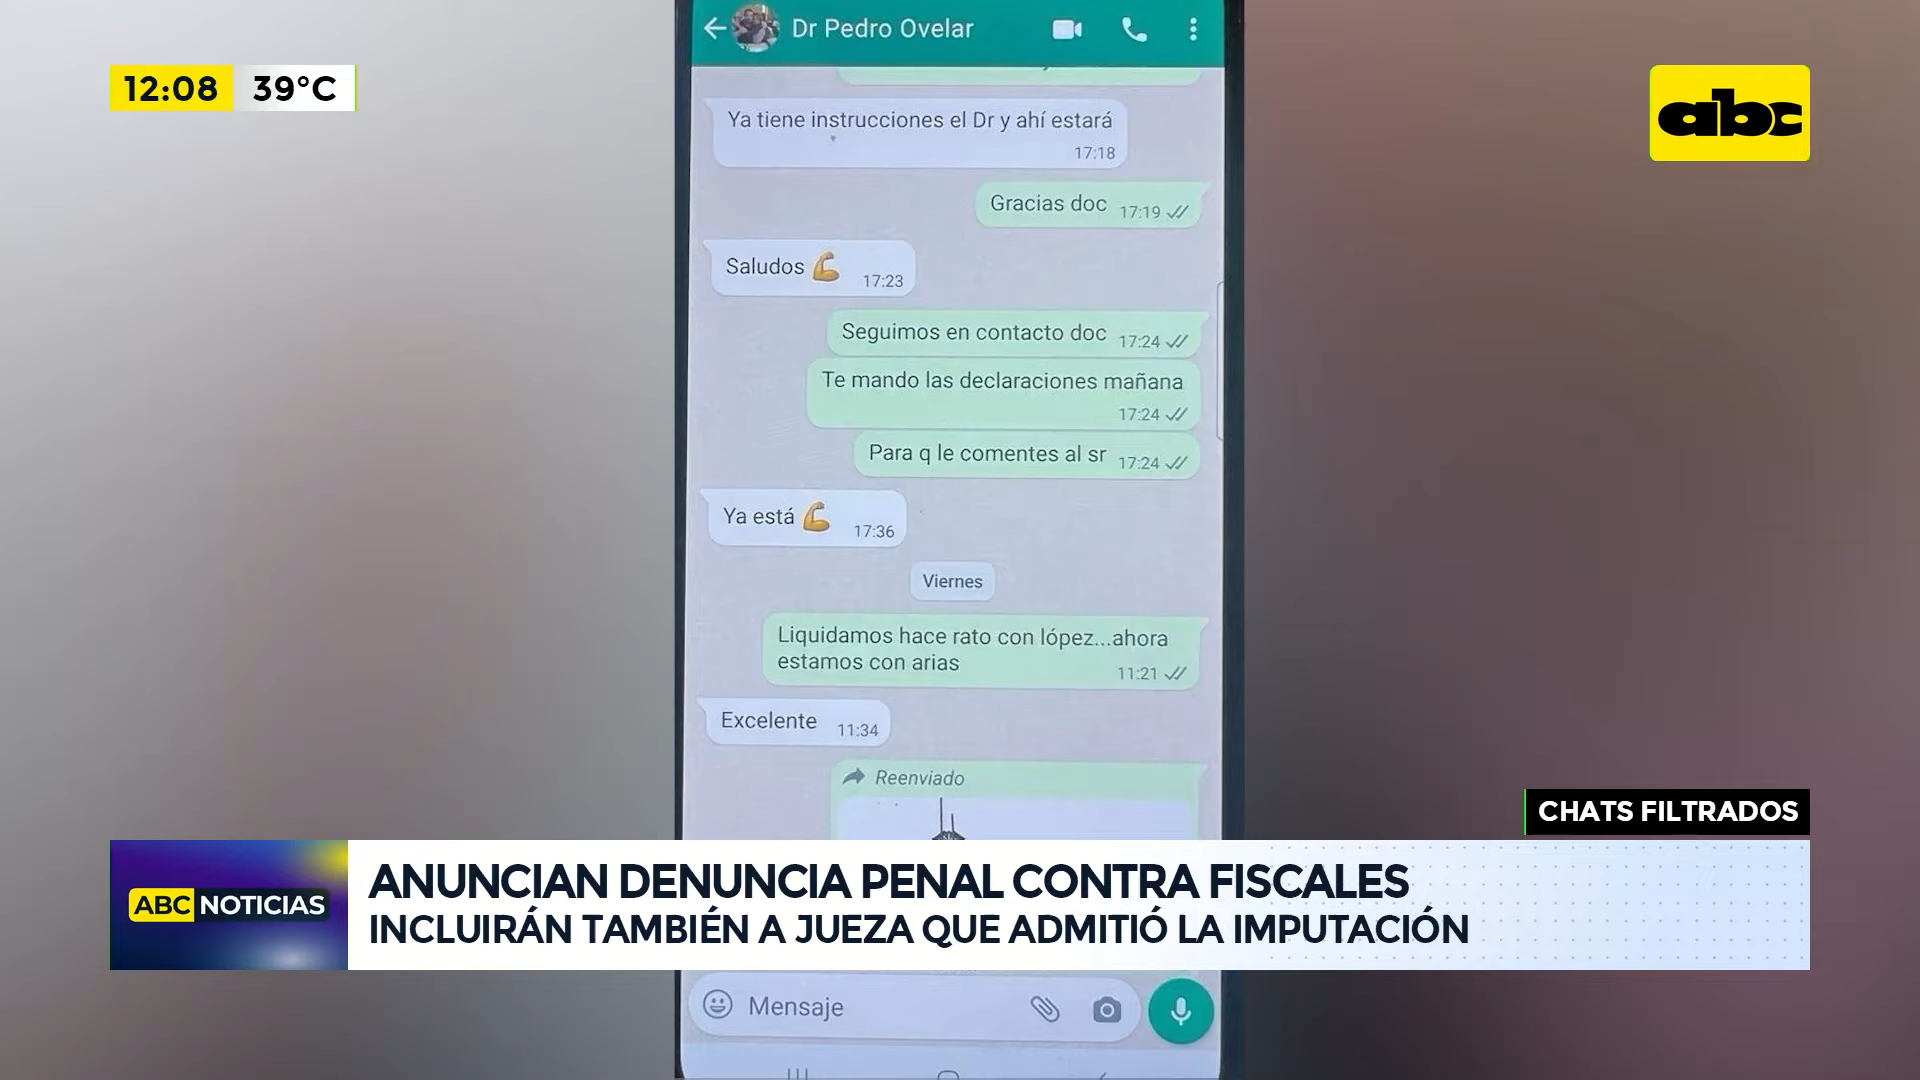 Dr Pedro Ovelar
12:08 39°C
abc
Ya tiene instrucciones el Dr y ahí estará
17:18
Gracias doc 17:19
Saludos 💪 17:23
Seguimos en contacto doc 17:24
Te mando las declaraciones mañana
17:24
Para q le comentes al sr 17:24
Ya está 💪 17:36
Viernes
Liquidamos hace rato con lópez...ahora
estamos con arias 11:21
Excelente 11:34
Reenviado
CHATS FILTRADOS
ABC NOTICIAS
ANUNCIAN DENUNCIA PENAL CONTRA FISCALES
INCLUIRÁN TAMBIÉN A JUEZA QUE ADMITIÓ LA IMPUTACIÓN
Mensaje